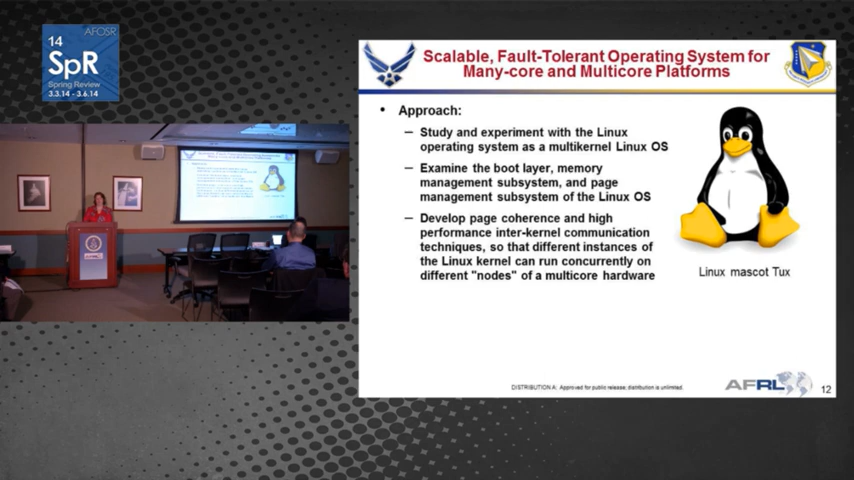 AFOSR
14
SpR
Spring Review
3.3.14 - 3.6.14
Scalable, Fault-Tolerant Operating System for
Many-core and Multicore Platforms
• Approach:
– Study and experiment with the Linux
operating system as a multikernel Linux OS
– Examine the boot layer, memory
management subsystem, and page
management subsystem of the Linux OS
– Develop page coherence and high
performance inter-kernel communication
techniques, so that different instances of
the Linux kernel can run concurrently on
different "nodes" of a multicore hardware
Linux mascot Tux
DISTRIBUTION A: Approved for public release; distribution is unlimited.
AFRL
12